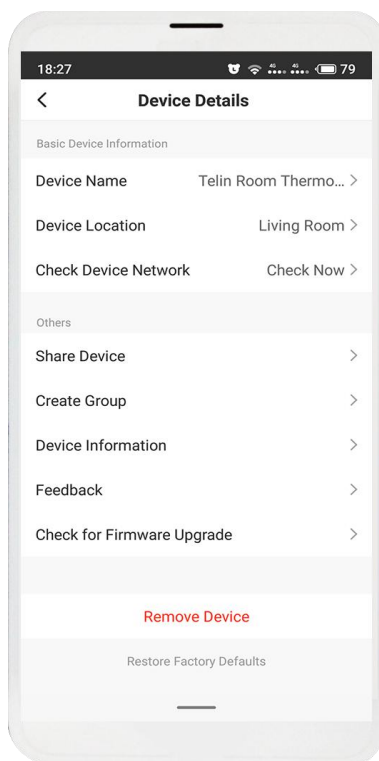 18:27 4G 4G 79
Device Details
Basic Device Information
Device Name Telin Room Thermo...
Device Location Living Room
Check Device Network Check Now
Others
Share Device
Create Group
Device Information
Feedback
Check for Firmware Upgrade
Remove Device
Restore Factory Defaults